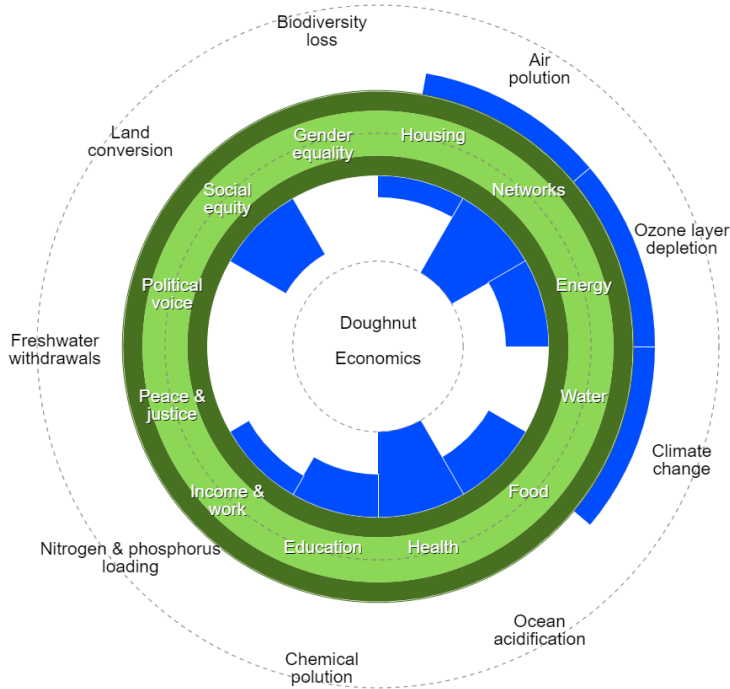 Biodiversity
loss
Air
polution
Land
conversion
Gender
equality
Housing
Social
equity
Networks
Ozone layer
depletion
Political
voice
Energy
Doughnut
Economics
Freshwater
withdrawals
Peace &
justice
Water
Climate
change
Income &
work
Food
Education
Health
Nitrogen & phosphorus
loading
Ocean
acidification
Chemical
polution